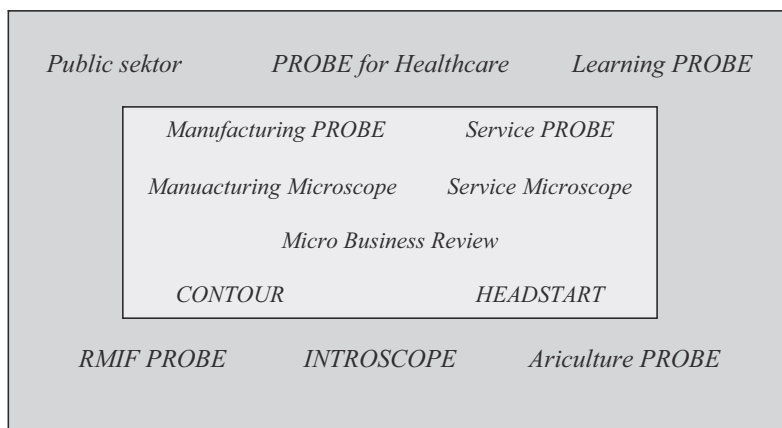 Public sektor PROBE for Healthcare Learning PROBE
Manufacturing PROBE Service PROBE
Manuacturing Microscope Service Microscope
Micro Business Review
CONTOUR HEADSTART
RMIF PROBE INTROSCOPE Ariculture PROBE